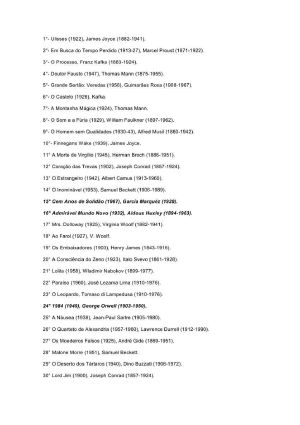 1°- Ulisses (1922), James Joyce (1882-1941).
2°- Em Busca do Tempo Perdido (1913-27), Marcel Proust (1871-1922).
3°- O Processo, Franz Kafka (1883-1924).
4°- Doutor Fausto (1947), Thomas Mann (1875-1955).
5°- Grande Sertão: Veredas (1956), Guimarães Rosa (1908-1967).
6°- O Castelo (1926), Kafka.
7°- A Montanha Mágica (1924), Thomas Mann.
8°- O Som e a Fúria (1929), William Faulkner (1897-1962).
9°- O Homem sem Qualidades (1930-43), Alfred Musil (1880-1942).
10°- Finnegans Wake (1939), James Joyce.
11° A Morte de Virgílio (1945), Herman Broch (1886-1951).
12° Coração das Trevas (1902), Joseph Conrad (1857-1924).
13° O Estrangeiro (1942), Albert Camus (1913-1960).
14° O Inominável (1953), Samuel Beckett (1906-1989).
15° Cem Anos de Solidão (1967), García Márquez (1928).
16° Admirável Mundo Novo (1932), Aldous Huxley (1894-1963).
17° Mrs. Dolloway (1925), Virginia Woolf (1882-1941).
18° Ao Farol (1927), V. Woolf.
19° Os Embaixadores (1903), Henry James (1843-1916).
20° A Consciência do Zeno (1923), Italo Svevo (1861-1928).
21° Lolita (1958), Wladimir Nabokov (1899-1977).
22° Paraíso (1960), José Lezama Lima (1910-1976).
23° O Leopardo, Tomaso di Lampedusa (1910-1976).
24° 1984 (1949), George Orwell (1903-1950).
25° A Náusea (1938), Jean-Paul Sartre (1905-1980).
26° O Quarteto de Alexandria (1957-1960), Lawrence Durrell (1912-1990).
27° Os Moedeiros Falsos (1925), André Gide (1869-1951).
28° Malone Morre (1951), Samuel Beckett.
29° O Deserto dos Tártaros (1940), Dino Buzzati (1906-1972).
30° Lord Jim (1900), Joseph Conrad (1857-1924).